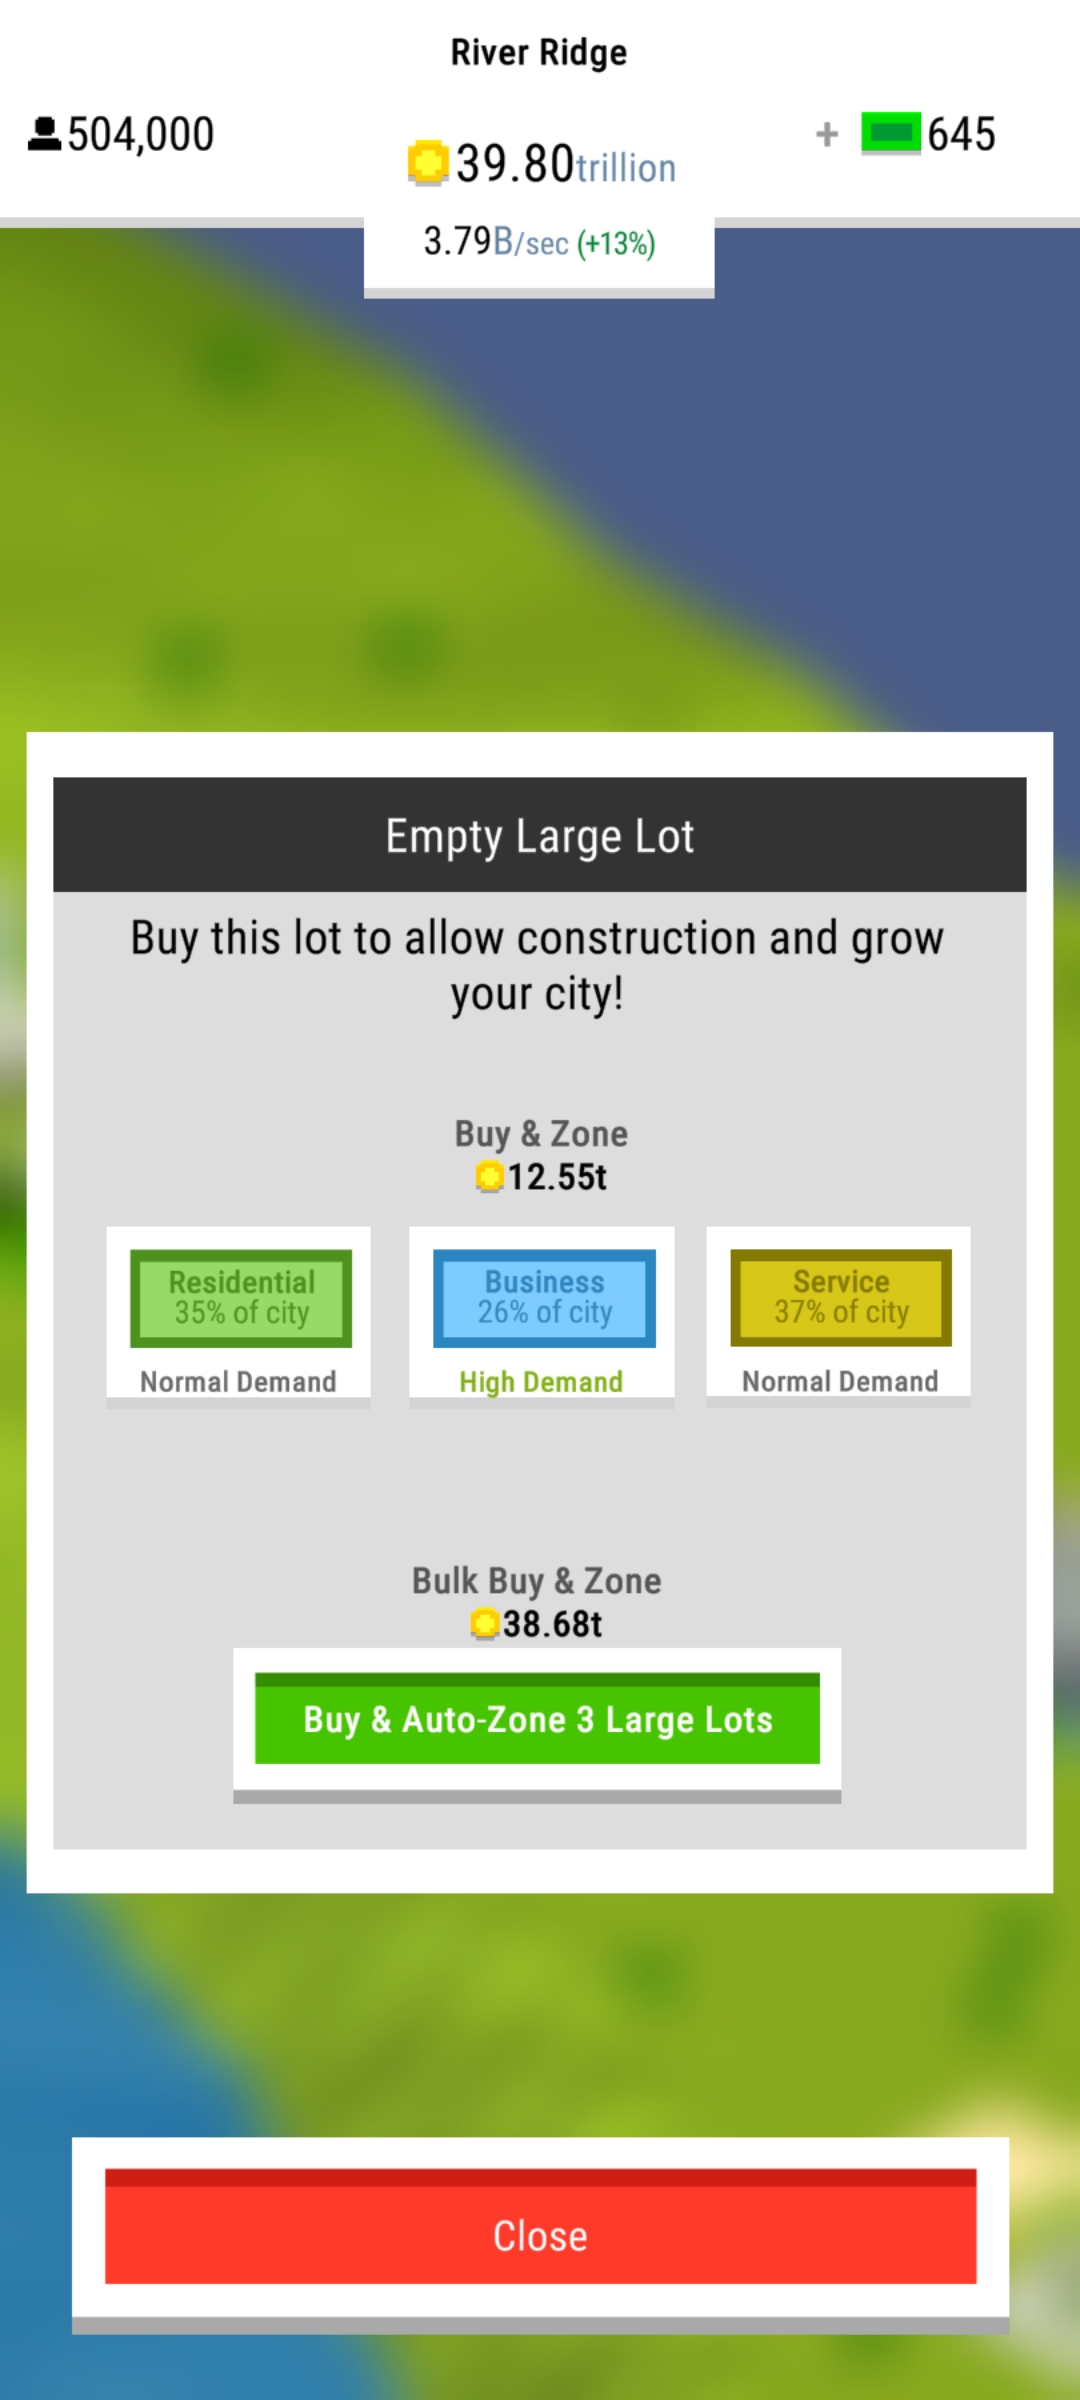 River Ridge
504,000
39.80trillion
+ 645
3.79B/sec (+13%)
Empty Large Lot
Buy this lot to allow construction and grow
your city!
Buy & Zone
12.55t
Residential
35% of city
Normal Demand
Business
26% of city
High Demand
Service
37% of city
Normal Demand
Bulk Buy & Zone
38.68t
Buy & Auto-Zone 3 Large Lots
Close